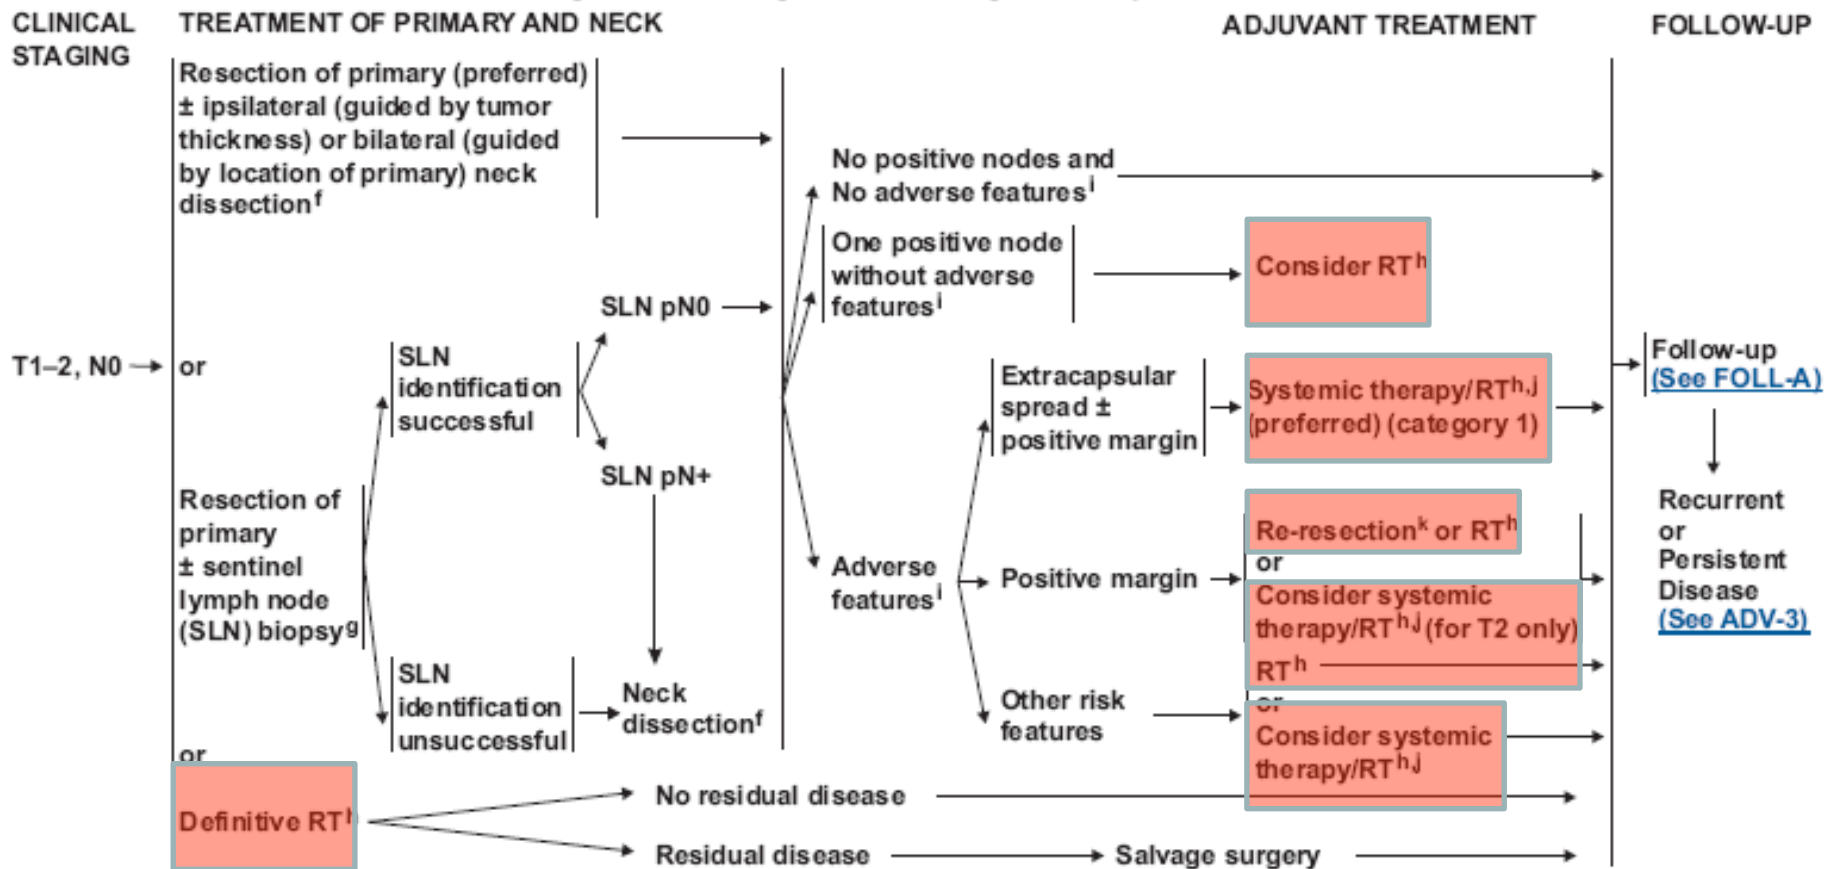 CLINICAL STAGING
TREATMENT OF PRIMARY AND NECK
ADJUVANT TREATMENT
FOLLOW-UP
T1–2, N0
Resection of primary (preferred)
± ipsilateral (guided by tumor
thickness) or bilateral (guided
by location of primary) neck
dissectionᶠ
or
Resection of
primary
± sentinel
lymph node
(SLN) biopsyᵍ
or
Definitive RTʰ
SLN
identification
successful
SLN pN0
SLN pN+
SLN
identification
unsuccessful
Neck
dissectionᶠ
No residual disease
Residual disease
Salvage surgery
No positive nodes and
No adverse featuresⁱ
One positive node
without adverse
featuresⁱ
Consider RTʰ
Adverse
featuresⁱ
Extracapsular
spread ±
positive margin
Systemic therapy/RTʰ,ʲ
(preferred) (category 1)
Positive margin
Re-resectionᵏ or RTʰ
or
Consider systemic
therapy/RTʰ,ʲ (for T2 only)
Other risk
features
RTʰ
or
Consider systemic
therapy/RTʰ,ʲ
Follow-up
(See FOLL-A)
Recurrent
or
Persistent
Disease
(See ADV-3)